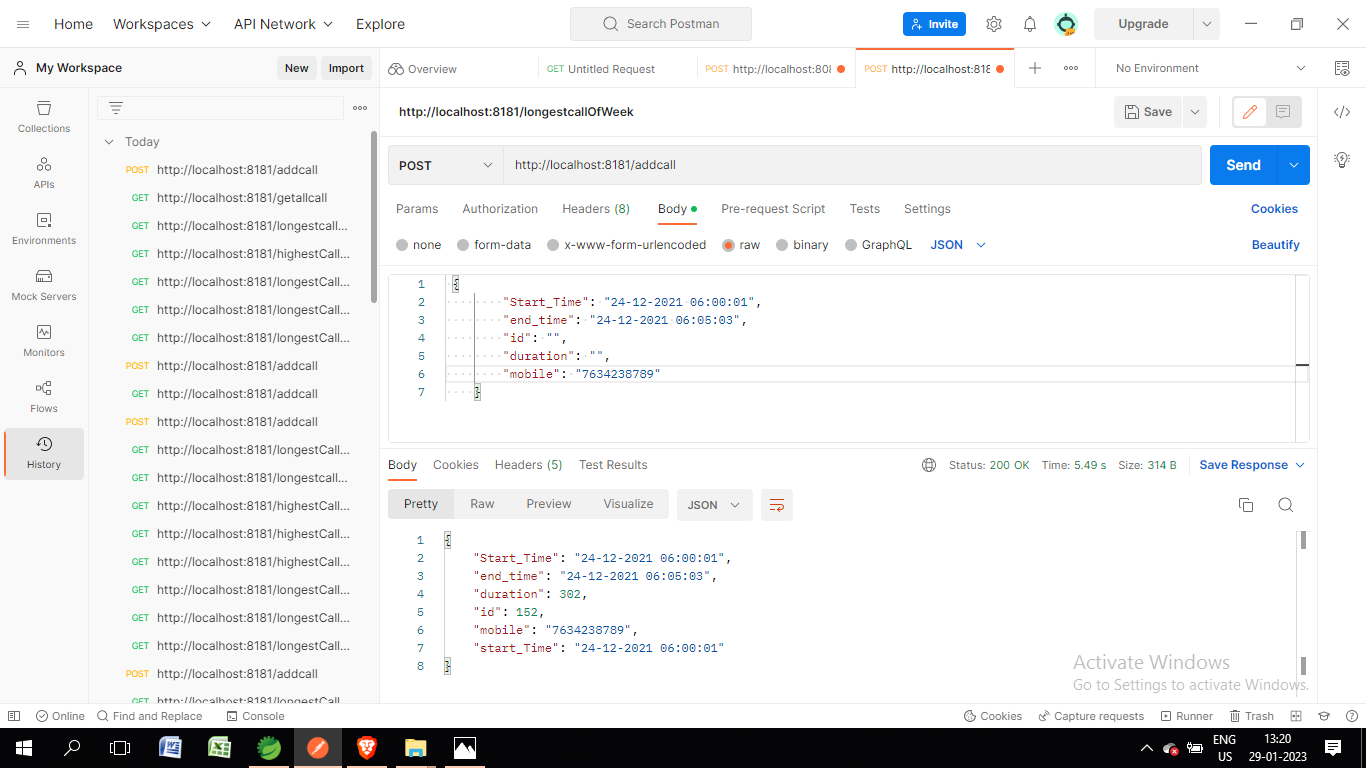 Home Workspaces API Network Explore Search Postman Invite Upgrade
My Workspace New Import Overview GET Untitled Request POST http://localhost:808 POST http://localhost:818 No Environment
Collections
APIs
Environments
Mock Servers
Monitors
Flows
History
Today
POST http://localhost:8181/addcall
GET http://localhost:8181/getallcall
GET http://localhost:8181/longestcall...
GET http://localhost:8181/highestCall...
GET http://localhost:8181/longestCall...
GET http://localhost:8181/longestCall...
GET http://localhost:8181/longestCall...
POST http://localhost:8181/addcall
GET http://localhost:8181/addcall
POST http://localhost:8181/addcall
GET http://localhost:8181/longestCall...
GET http://localhost:8181/longestcall...
GET http://localhost:8181/highestCall...
GET http://localhost:8181/highestCall...
GET http://localhost:8181/highestCall...
GET http://localhost:8181/longestCall...
GET http://localhost:8181/longestCall...
POST http://localhost:8181/addcall
GET http://localhost:8181/longestCall
http://localhost:8181/longestcallOfWeek Save
POST http://localhost:8181/addcall Send
Params Authorization Headers (8) Body Pre-request Script Tests Settings Cookies
none form-data x-www-form-urlencoded raw binary GraphQL JSON Beautify
1 {
2 "Start_Time": "24-12-2021 06:00:01",
3 "end_time": "24-12-2021 06:05:03",
4 "id": "",
5 "duration": "",
6 "mobile": "7634238789"
7 }
Body Cookies Headers (5) Test Results Status: 200 OK Time: 5.49 s Size: 314 B Save Response
Pretty Raw Preview Visualize JSON
1 {
2 "Start_Time": "24-12-2021 06:00:01",
3 "end_time": "24-12-2021 06:05:03",
4 "duration": 302,
5 "id": 152,
6 "mobile": "7634238789",
7 "start_Time": "24-12-2021 06:00:01"
8 }
Activate Windows
Go to Settings to activate Windows.
Online Find and Replace Console Cookies Capture requests Runner Trash
ENG
US
13:20
29-01-2023